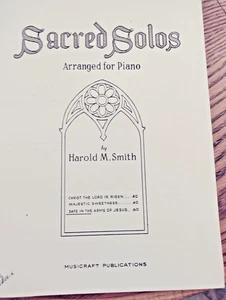 Sacred Solos
Arranged for Piano
by
Harold M. Smith
CHRIST THE LORD IS RISEN .... .60
MAJESTIC SWEETNESS ........ .60
SAFE IN THE ARMS OF JESUS .. .60
MUSICRAFT PUBLICATIONS